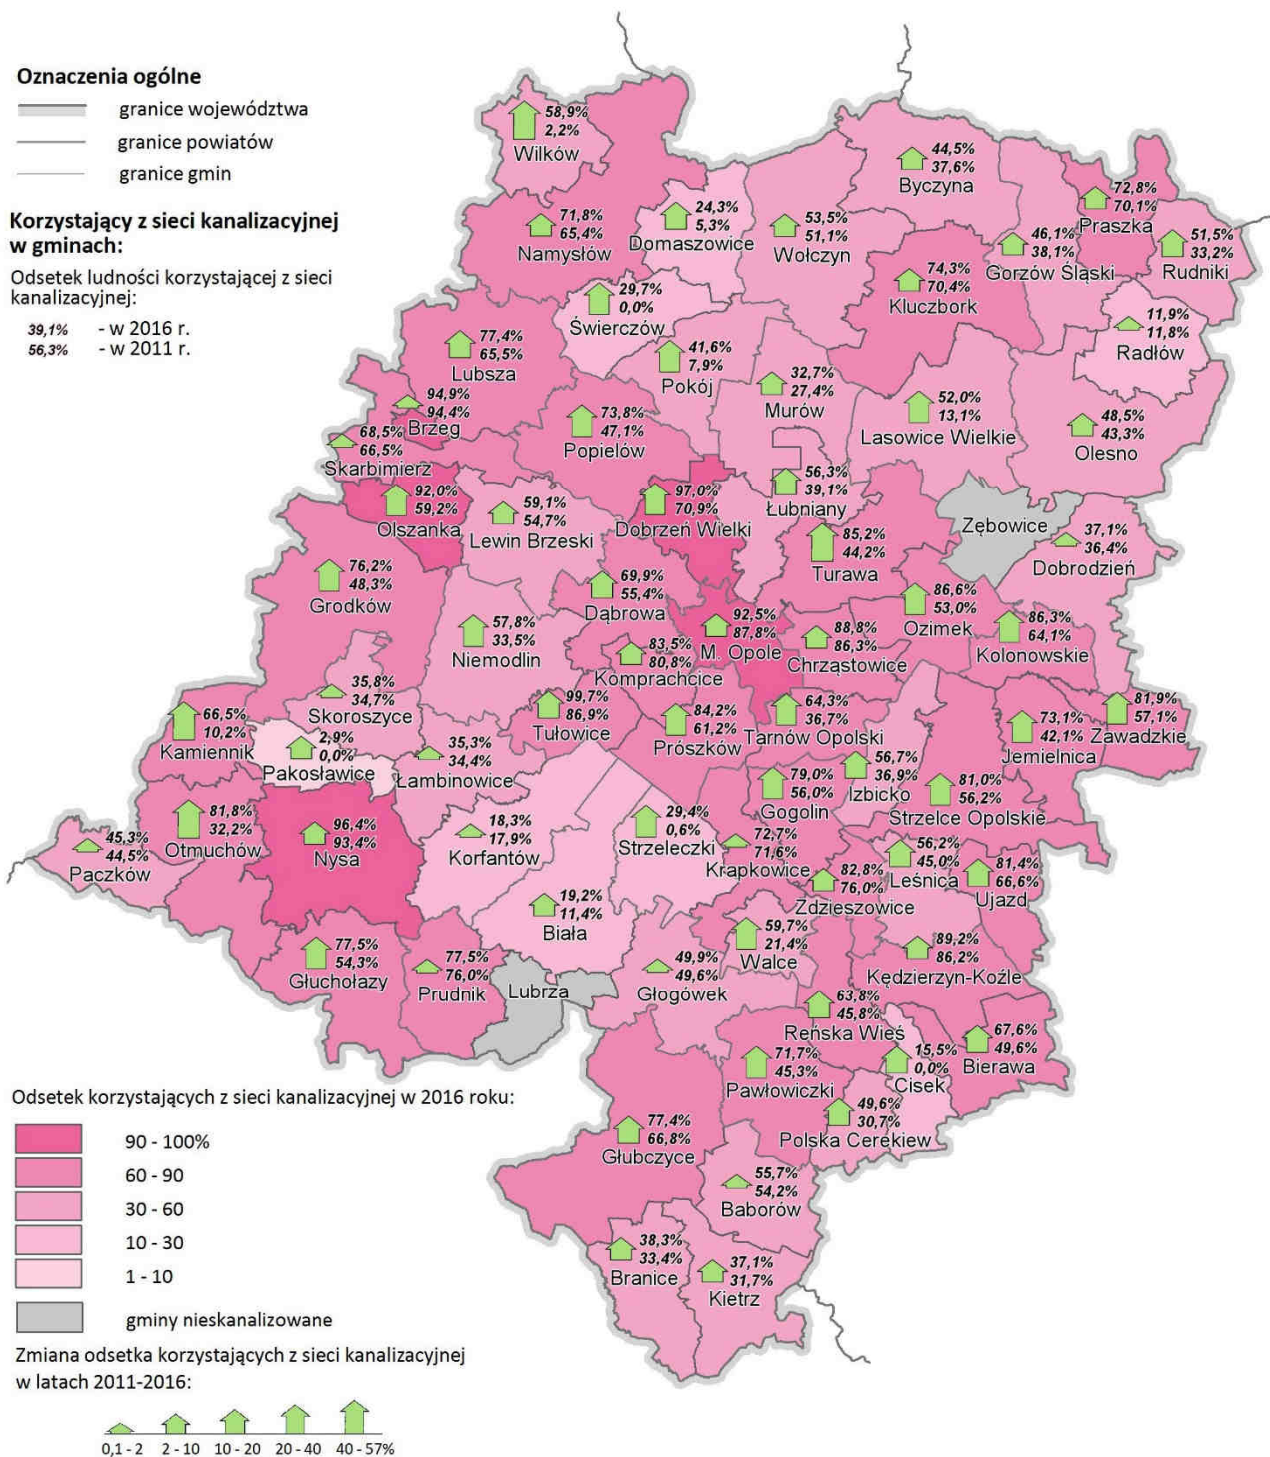 Oznaczenia ogólne
granice województwa
granice powiatów
granice gmin
Korzystający z sieci kanalizacyjnej
w gminach:
Odsetek ludności korzystającej z sieci
kanalizacyjnej:
39,1% - w 2016 r.
56,3% - w 2011 r.
58,9%
2,2%
Wilków
44,5%
37,6%
Byczyna
72,8%
70,1%
Praszka
71,8%
65,4%
Namysłów
24,3%
5,3%
Domaszowice
53,5%
51,1%
Wołczyn
46,1%
38,1%
Gorzów Śląski
51,5%
33,2%
Rudniki
74,3%
70,4%
Kluczbork
29,7%
0,0%
Świerczów
11,9%
11,8%
Radłów
77,4%
65,5%
Lubsza
41,6%
7,9%
Pokój
32,7%
27,4%
Murów
52,0%
13,1%
Lasowice Wielkie
48,5%
43,3%
Olesno
94,9%
94,4%
Brzeg
73,8%
47,1%
Popielów
68,5%
66,5%
Skarbimierz
56,3%
39,1%
Łubniany
92,0%
59,2%
Olszanka
59,1%
54,7%
Lewin Brzeski
97,0%
70,9%
Dobrzeń Wielki
Zębowice
37,1%
36,4%
Dobrodzień
85,2%
44,2%
Turawa
76,2%
48,3%
Grodków
69,9%
55,4%
Dąbrowa
86,6%
53,0%
Ozimek
86,3%
64,1%
Kolonowskie
57,8%
33,5%
Niemodlin
92,5%
87,8%
M. Opole
88,8%
86,3%
Chrząstowice
83,5%
80,8%
Komprachcice
35,8%
34,7%
Skoroszyce
99,7%
86,9%
Tułowice
84,2%
61,2%
Prószków
64,3%
36,7%
Tarnów Opolski
73,1%
42,1%
Jemielnica
81,9%
57,1%
Zawadzkie
66,5%
10,2%
Kamiennik
2,9%
0,0%
Pakosławice
35,3%
34,4%
Łambinowice
79,0%
56,0%
Gogolin
56,7%
36,9%
Izbicko
81,0%
56,2%
Strzelce Opolskie
81,8%
32,2%
Otmuchów
96,4%
93,4%
Nysa
18,3%
17,9%
Korfantów
29,4%
0,6%
Strzeleczki
72,7%
71,6%
Krapkowice
56,2%
45,0%
Leśnica
81,4%
66,6%
Ujazd
45,3%
44,5%
Paczków
82,8%
76,0%
Zdzieszowice
19,2%
11,4%
Biała
59,7%
21,4%
Walce
89,2%
86,2%
Kędzierzyn-Koźle
77,5%
54,3%
Głuchołazy
77,5%
76,0%
Prudnik
Lubrza
49,9%
49,6%
Głogówek
63,8%
45,8%
Reńska Wieś
67,6%
49,6%
Bierawa
71,7%
45,3%
Pawłowiczki
15,5%
0,0%
Cisek
49,6%
30,7%
Polska Cerekiew
77,4%
66,8%
Głubczyce
55,7%
54,2%
Baborów
38,3%
33,4%
Branice
37,1%
31,7%
Kietrz
Odsetek korzystających z sieci kanalizacyjnej w 2016 roku:
90 - 100%
60 - 90
30 - 60
10 - 30
1 - 10
gminy nieskanalizowane
Zmiana odsetka korzystających z sieci kanalizacyjnej
w latach 2011-2016:
0,1 - 2 2 - 10 10 - 20 20 - 40 40 - 57%